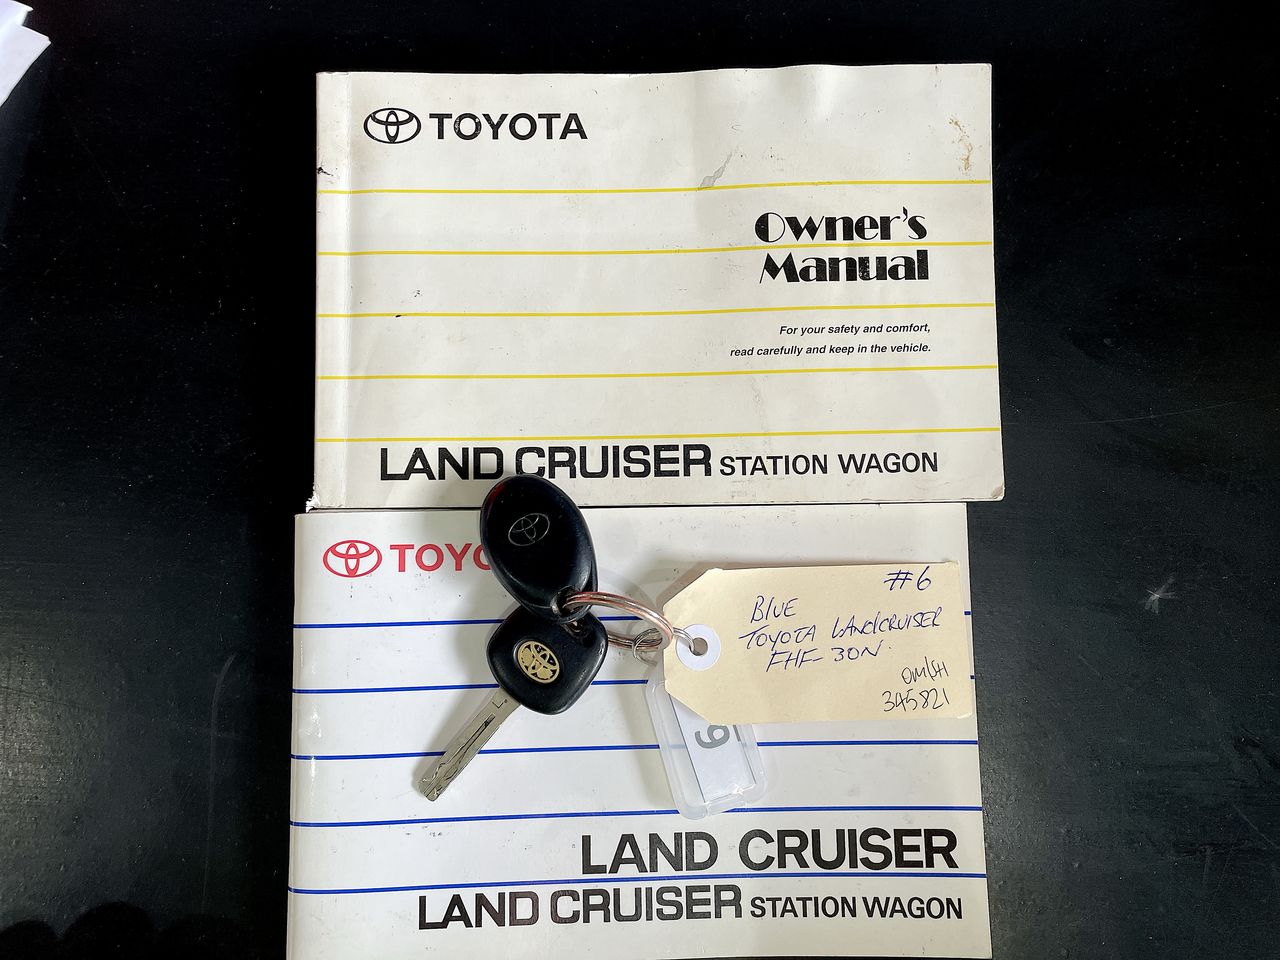 TOYOTA
Owner's
Manual
For your safety and comfort,
read carefully and keep in the vehicle.
LAND CRUISER STATION WAGON
TOYO
#6
BLUE
TOYOTA LANDCRUISER
FHF-30N
345821
9
LAND CRUISER
LAND CRUISER STATION WAGON